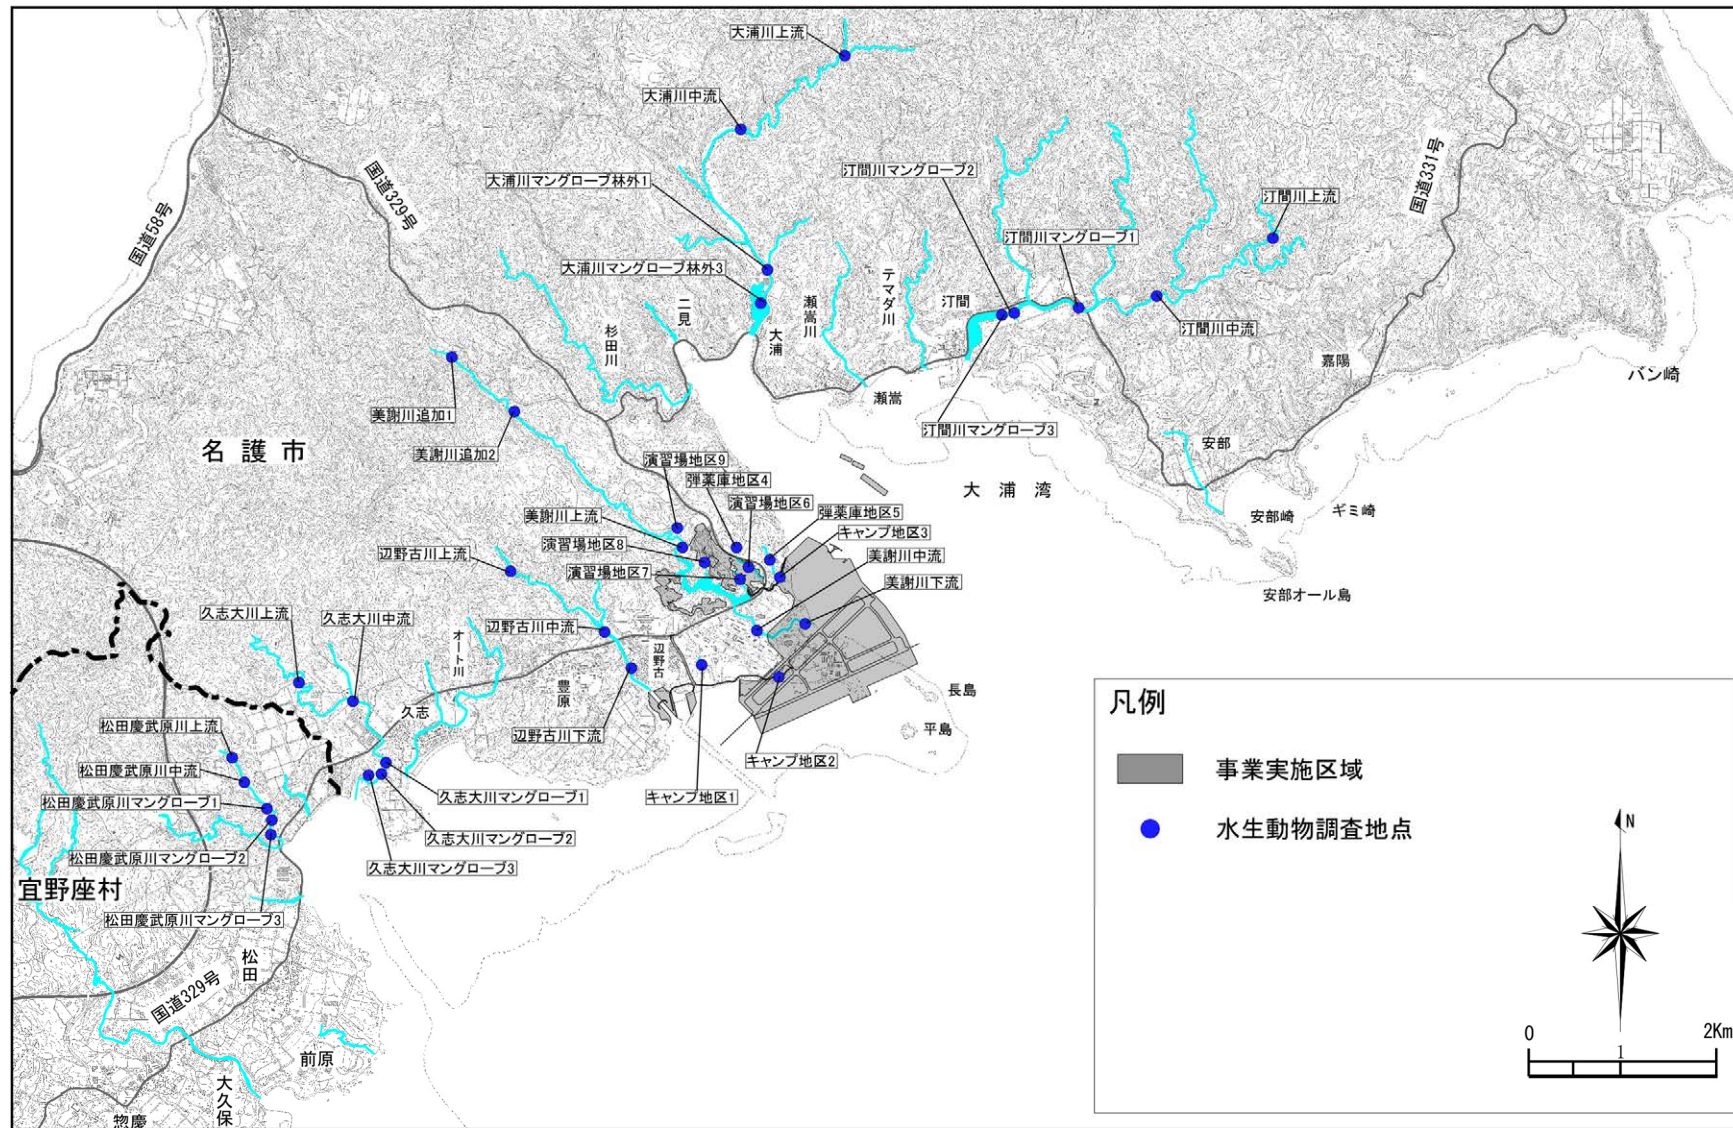 大浦川上流
大浦川中流
国道329号
大浦川マングローブ林外1
汀間川マングローブ2
国道331号
汀間川上流
国道58号
汀間川マングローブ1
大浦川マングローブ林外3
テマダ川
瀬嵩川
汀間
二見
杉田川
大浦
汀間川中流
嘉陽
バン崎
美謝川追加1
瀬嵩
汀間川マングローブ3
美謝川追加2
名護市
安部
演習場地区9
弾薬庫地区4
大浦湾
演習場地区6
美謝川上流
弾薬庫地区5
安部崎
ギミ崎
キャンプ地区3
辺野古川上流
演習場地区8
美謝川中流
演習場地区7
美謝川下流
安部オール島
久志大川上流
久志大川中流
オート川
辺野古川中流
辺野古
豊原
長島
久志
松田慶武原川上流
辺野古川下流
平島
松田慶武原川中流
キャンプ地区2
松田慶武原川マングローブ1
久志大川マングローブ1
キャンプ地区1
久志大川マングローブ2
松田慶武原川マングローブ2
久志大川マングローブ3
宜野座村
松田慶武原川マングローブ3
松田
国道329号
前原
大久保
惣慶
凡例
事業実施区域
水生動物調査地点
N
0
1
2Km